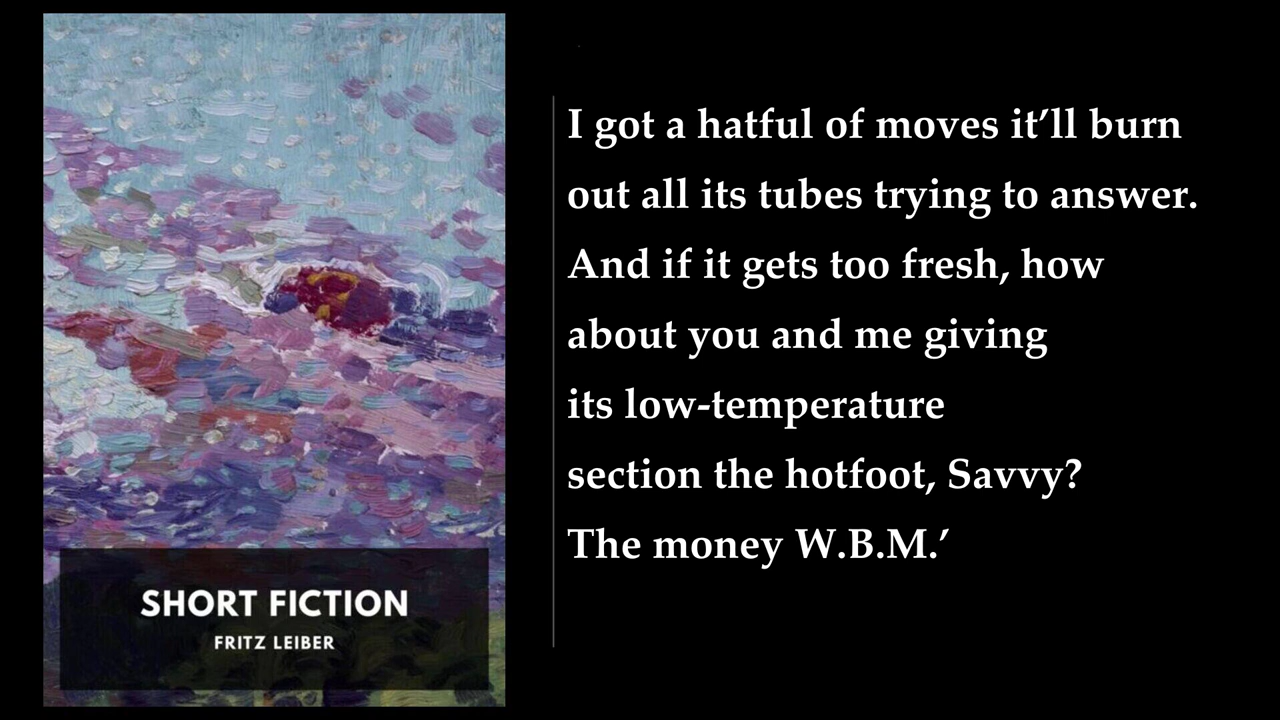 SHORT FICTION
FRITZ LEIBER
I got a hatful of moves it’ll burn
out all its tubes trying to answer.
And if it gets too fresh, how
about you and me giving
its low-temperature
section the hotfoot, Savvy?
The money W.B.M.’